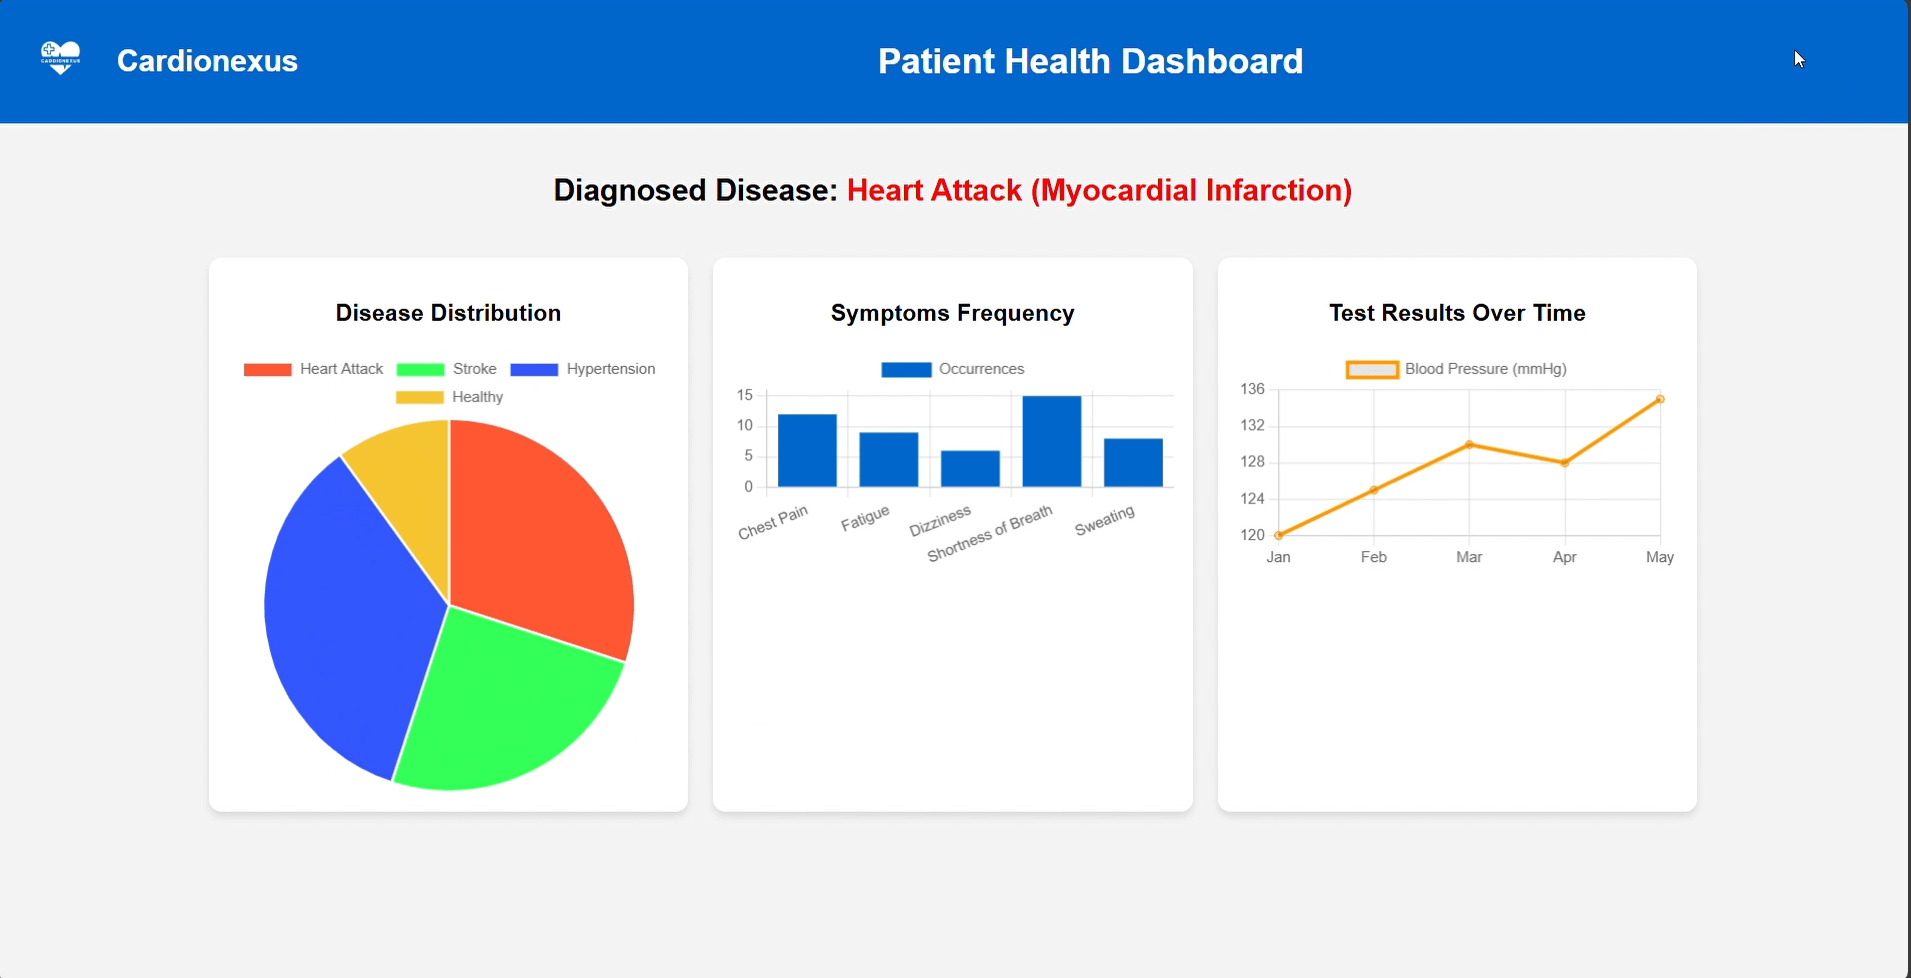 CARDIONEXUS
Cardionexus
Patient Health Dashboard
Diagnosed Disease: Heart Attack (Myocardial Infarction)
Disease Distribution
Heart Attack
Stroke
Hypertension
Healthy
Symptoms Frequency
Occurrences
15
10
5
0
Chest Pain
Fatigue
Dizziness
Shortness of Breath
Sweating
Test Results Over Time
Blood Pressure (mmHg)
136
132
128
124
120
Jan
Feb
Mar
Apr
May